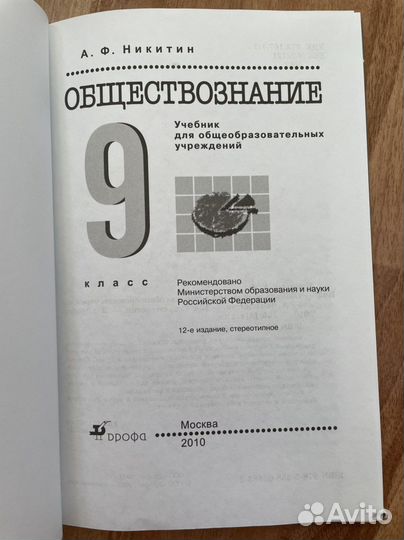 А. Ф. Никитин
ОБЩЕСТВОЗНАНИЕ
Учебник
для общеобразовательных
учреждений
9
класс
Рекомендовано
Министерством образования и науки
Российской Федерации
12-е издание, стереотипное
дрофа
Москва
2010
Avito